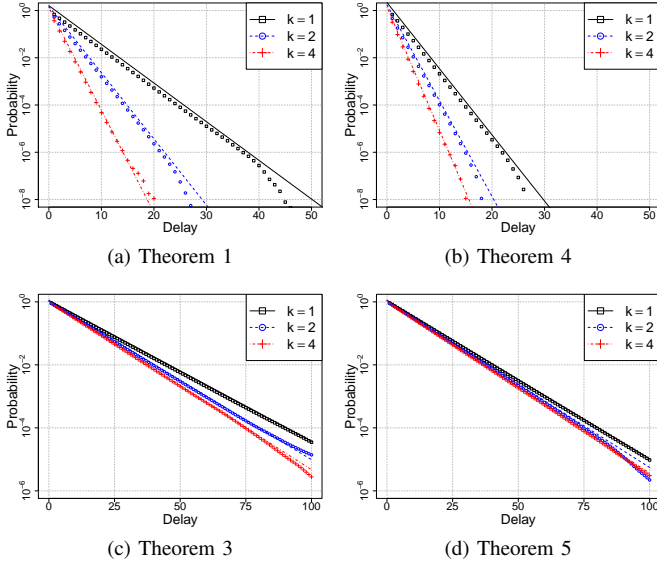 10^0
10^-2
10^-4
10^-6
10^-8
Probability
0 10 20 30 40 50
Delay
k = 1
k = 2
k = 4
(a) Theorem 1
10^0
10^-2
10^-4
10^-6
10^-8
Probability
0 10 20 30 40 50
Delay
k = 1
k = 2
k = 4
(b) Theorem 4
10^0
10^-2
10^-4
10^-6
Probability
0 25 50 75 100
Delay
k = 1
k = 2
k = 4
(c) Theorem 3
10^0
10^-2
10^-4
10^-6
Probability
0 25 50 75 100
Delay
k = 1
k = 2
k = 4
(d) Theorem 5